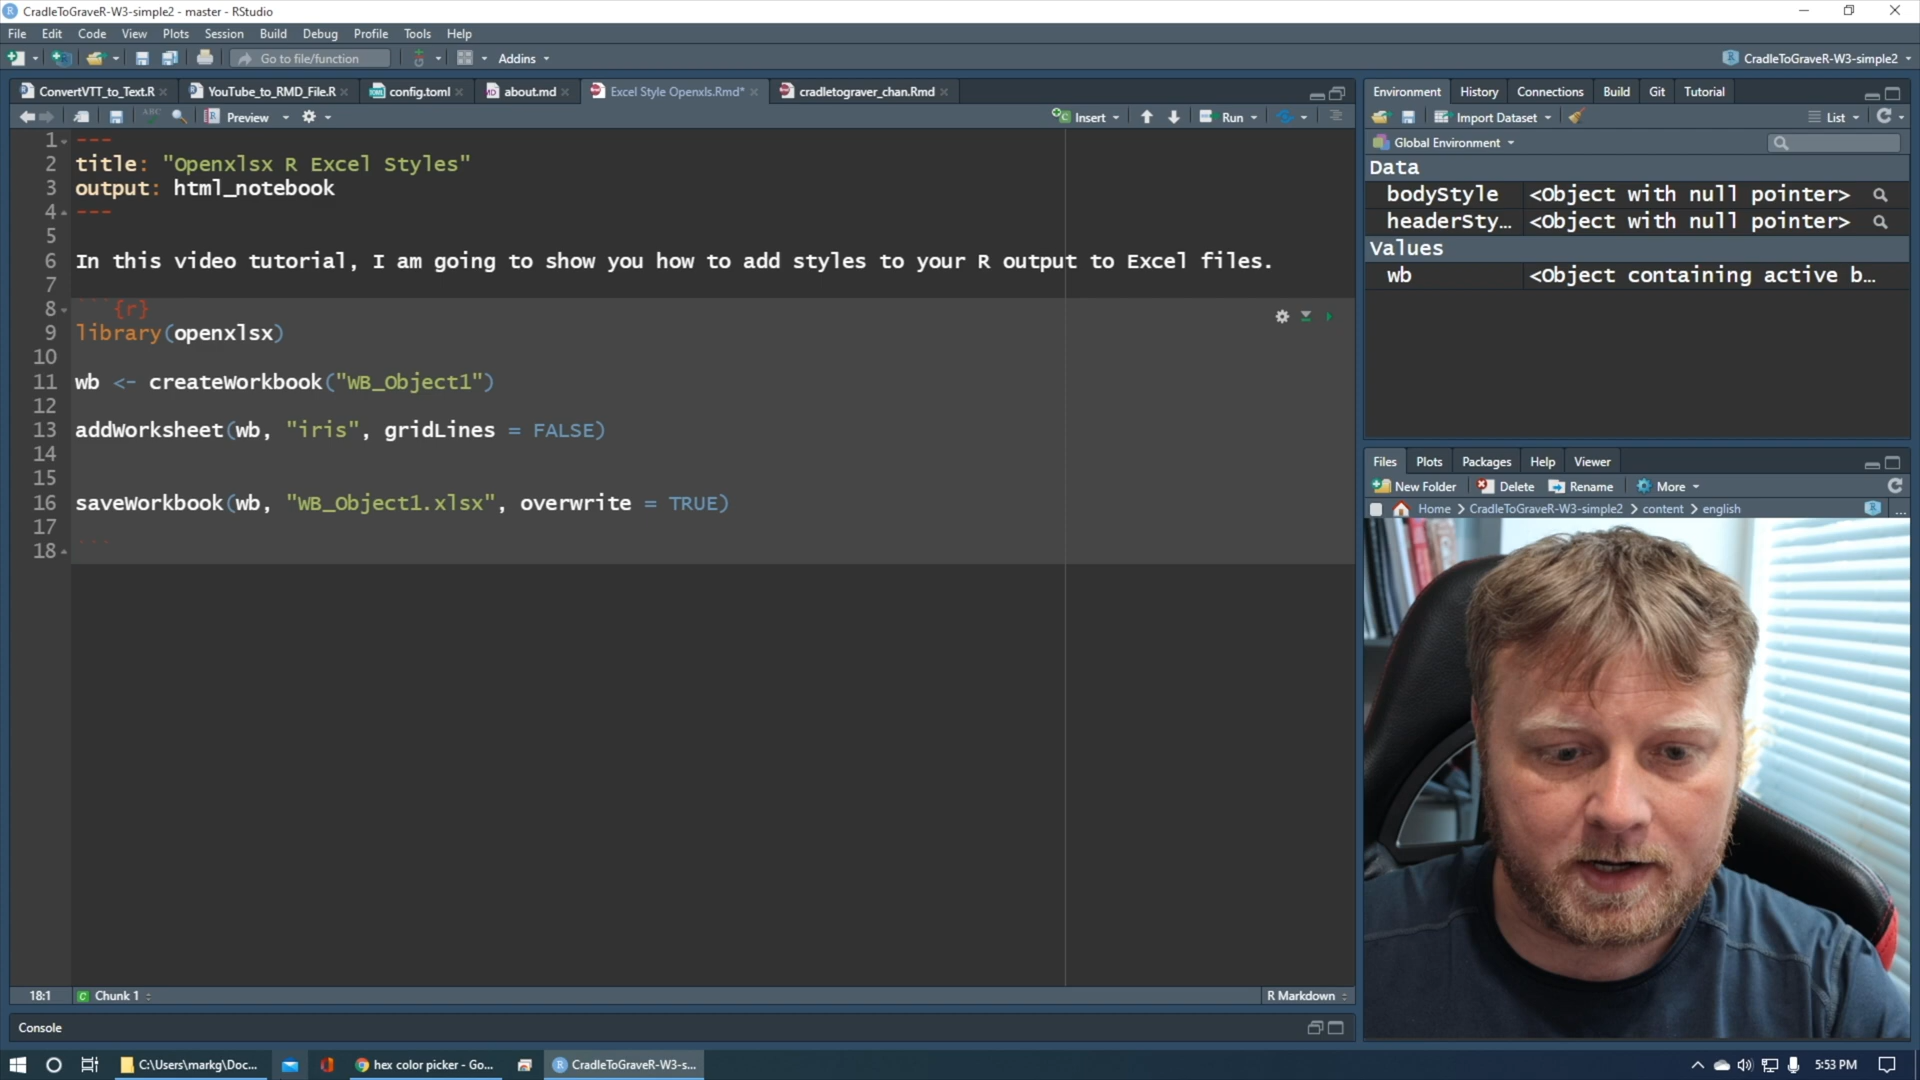 CradleToGraveR-W3-simple2 - master - RStudio
File Edit Code View Plots Session Build Debug Profile Tools Help
Go to file/function Addins CradleToGraveR-W3-simple2
ConvertVTT_to_Text.R YouTube_to_RMD_File.R config.toml about.md Excel Style Openxls.Rmd* cradletograver_chan.Rmd
Preview Insert Run
1 ---
2 title: "Openxlsx R Excel Styles"
3 output: html_notebook
4 ---
5
6 In this video tutorial, I am going to show you how to add styles to your R output to Excel files.
7
8 ```{r}
9 library(openxlsx)
10
11 wb <- createWorkbook("WB_Object1")
12
13 addWorksheet(wb, "iris", gridLines = FALSE)
14
15
16 saveWorkbook(wb, "WB_Object1.xlsx", overwrite = TRUE)
17
18 ```
18:1 Chunk 1 R Markdown
Console
Environment History Connections Build Git Tutorial
Import Dataset List
Global Environment
Data
bodyStyle <Object with null pointer>
headerSty… <Object with null pointer>
Values
wb <Object containing active b…
Files Plots Packages Help Viewer
New Folder Delete Rename More
Home CradleToGraveR-W3-simple2 content english ...
C:\Users\markg\Doc... hex color picker - Go... CradleToGraveR-W3-s... 5:53 PM